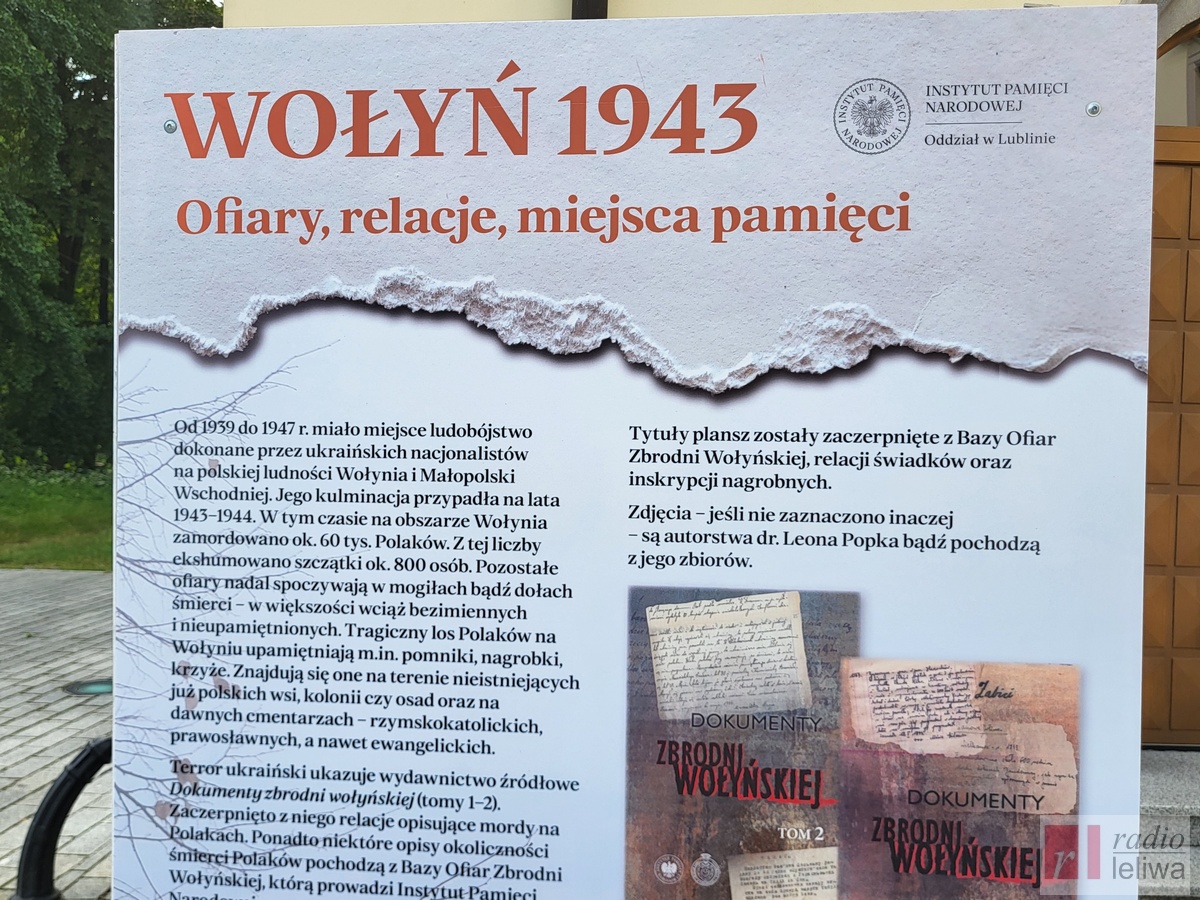 WOŁYŃ 1943
Ofiary, relacje, miejsca pamięci
INSTYTUT PAMIĘCI NARODOWEJ
INSTYTUT PAMIĘCI
NARODOWEJ
Oddział w Lublinie
Od 1939 do 1947 r. miało miejsce ludobójstwo
dokonane przez ukraińskich nacjonalistów
na polskiej ludności Wołynia i Małopolski
Wschodniej. Jego kulminacja przypadła na lata
1943–1944. W tym czasie na obszarze Wołynia
zamordowano ok. 60 tys. Polaków. Z tej liczby
ekshumowano szczątki ok. 800 osób. Pozostałe
ofiary nadal spoczywają w mogiłach bądź dołach
śmierci – w większości wciąż bezimiennych
i nieupamiętnionych. Tragiczny los Polaków na
Wołyniu upamiętniają m.in. pomniki, nagrobki,
krzyże. Znajdują się one na terenie nieistniejących
już polskich wsi, kolonii czy osad oraz na
dawnych cmentarzach – rzymskokatolickich,
prawosławnych, a nawet ewangelickich.
Terror ukraiński ukazuje wydawnictwo źródłowe
Dokumenty zbrodni wołyńskiej (tomy 1–2).
Zaczerpnięto z niego relacje opisujące mordy na
Polakach. Ponadto niektóre opisy okoliczności
śmierci Polaków pochodzą z Bazy Ofiar Zbrodni
Wołyńskiej, którą prowadzi Instytut Pamięci
Tytuły plansz zostały zaczerpnięte z Bazy Ofiar
Zbrodni Wołyńskiej, relacji świadków oraz
inskrypcji nagrobnych.
Zdjęcia – jeśli nie zaznaczono inaczej
– są autorstwa dr. Leona Popka bądź pochodzą
z jego zbiorów.
DOKUMENTY
ZBRODNI
WOŁYŃSKIEJ
TOM 2
DOKUMENTY
ZBRODNI
WOŁYŃSKIEJ
r
radio
leliwa